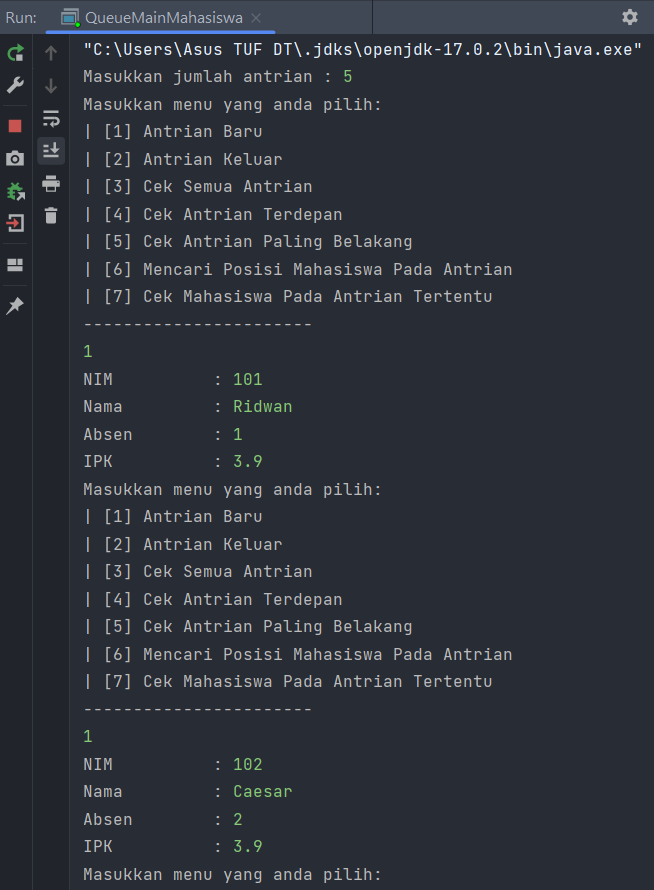 Run: QueueMainMahasiswa ×
"C:\Users\Asus TUF DT\.jdks\openjdk-17.0.2\bin\java.exe"
Masukkan jumlah antrian : 5
Masukkan menu yang anda pilih:
| [1] Antrian Baru
| [2] Antrian Keluar
| [3] Cek Semua Antrian
| [4] Cek Antrian Terdepan
| [5] Cek Antrian Paling Belakang
| [6] Mencari Posisi Mahasiswa Pada Antrian
| [7] Cek Mahasiswa Pada Antrian Tertentu
-----------------------
1
NIM          : 101
Nama         : Ridwan
Absen        : 1
IPK          : 3.9
Masukkan menu yang anda pilih:
| [1] Antrian Baru
| [2] Antrian Keluar
| [3] Cek Semua Antrian
| [4] Cek Antrian Terdepan
| [5] Cek Antrian Paling Belakang
| [6] Mencari Posisi Mahasiswa Pada Antrian
| [7] Cek Mahasiswa Pada Antrian Tertentu
-----------------------
1
NIM          : 102
Nama         : Caesar
Absen        : 2
IPK          : 3.9
Masukkan menu yang anda pilih: